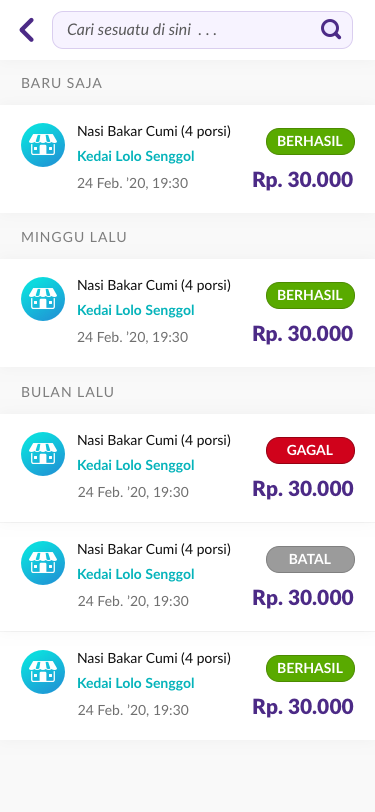 Cari sesuatu di sini . . .
BARU SAJA
Nasi Bakar Cumi (4 porsi)
BERHASIL
Kedai Lolo Senggol
24 Feb. '20, 19:30
Rp. 30.000
MINGGU LALU
Nasi Bakar Cumi (4 porsi)
BERHASIL
Kedai Lolo Senggol
24 Feb. '20, 19:30
Rp. 30.000
BULAN LALU
Nasi Bakar Cumi (4 porsi)
GAGAL
Kedai Lolo Senggol
24 Feb. '20, 19:30
Rp. 30.000
Nasi Bakar Cumi (4 porsi)
BATAL
Kedai Lolo Senggol
24 Feb. '20, 19:30
Rp. 30.000
Nasi Bakar Cumi (4 porsi)
BERHASIL
Kedai Lolo Senggol
24 Feb. '20, 19:30
Rp. 30.000